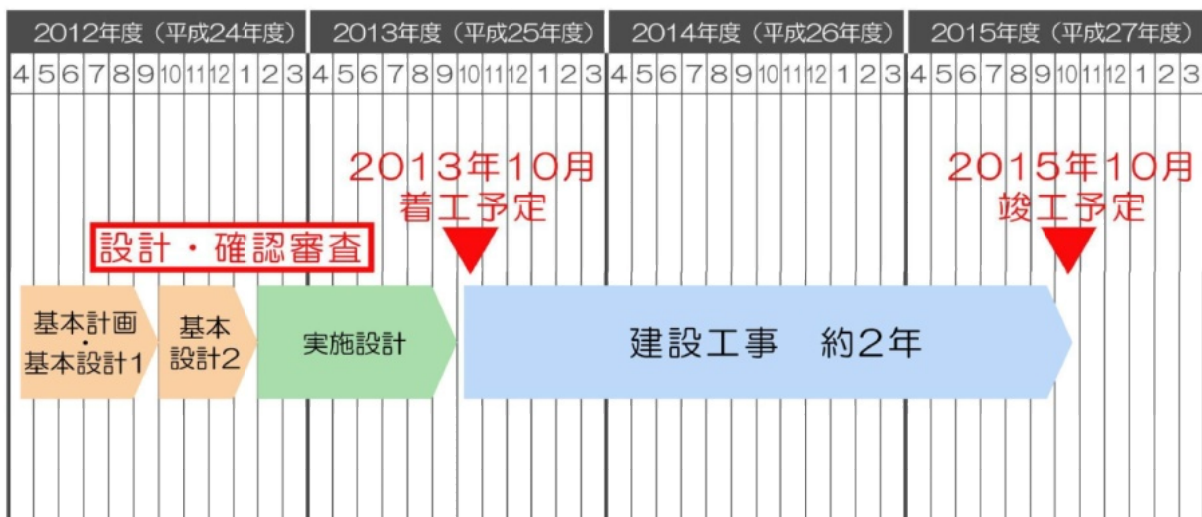 2012年度（平成24年度） 2013年度（平成25年度） 2014年度（平成26年度） 2015年度（平成27年度）
4 5 6 7 8 9 10 11 12 1 2 3 4 5 6 7 8 9 10 11 12 1 2 3 4 5 6 7 8 9 10 11 12 1 2 3 4 5 6 7 8 9 10 11 12 1 2 3
2013年10月
着工予定
2015年10月
竣工予定
設計・確認審査
基本計画
・
基本設計1
基本
設計2
実施設計
建設工事 約2年